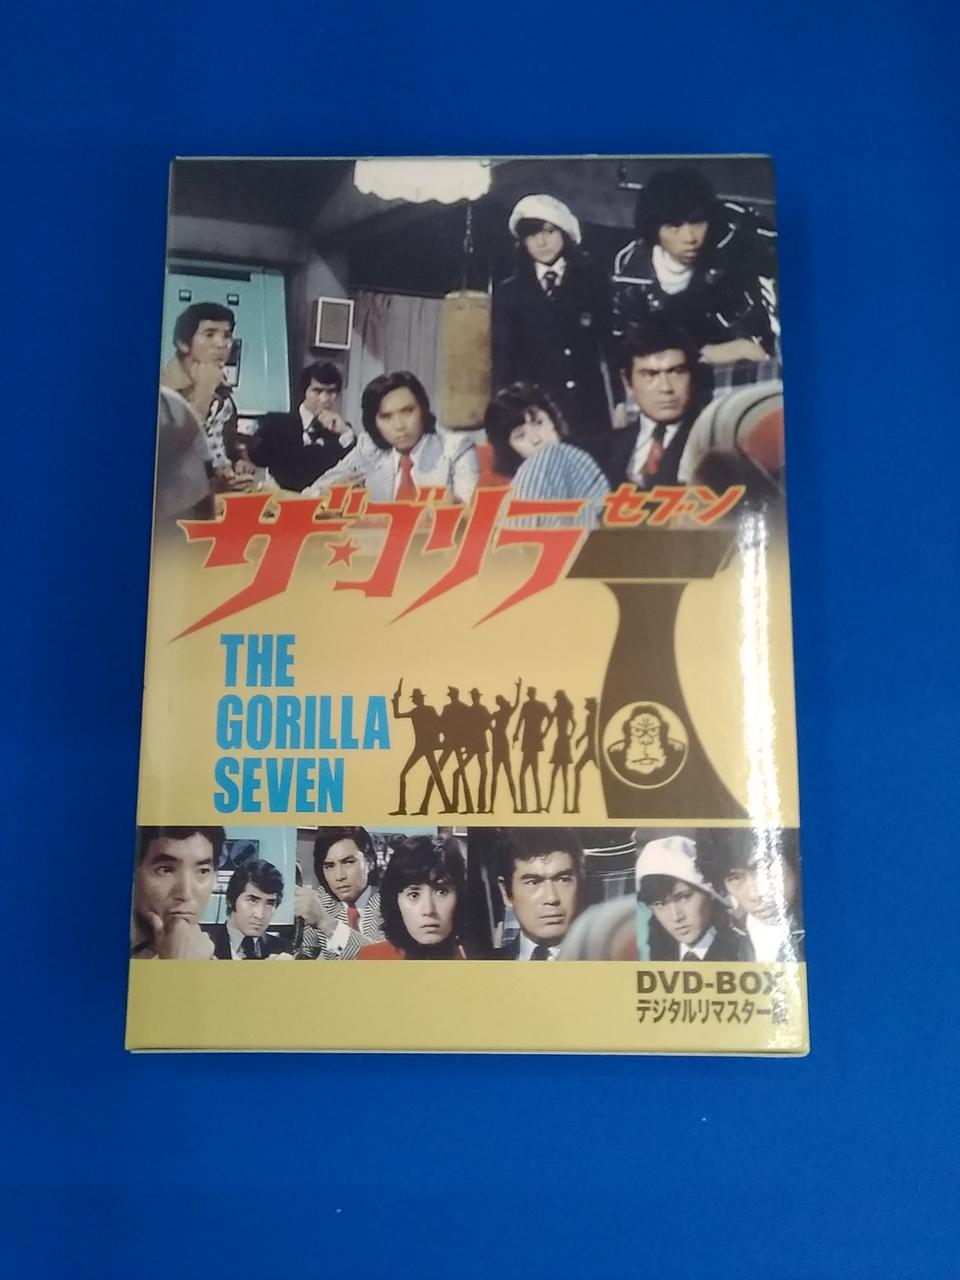 ザ★ゴリラ セブン
THE
GORILLA
SEVEN
DVD-BOX
デジタルリマスター版